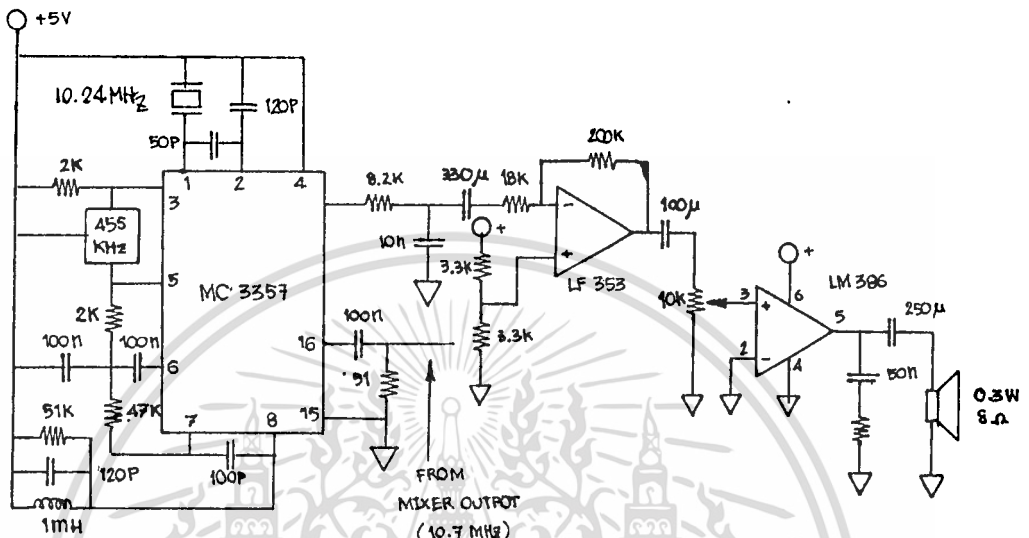 +5V
10.24MHz
120P
50P
2K
1
2
4
3
8.2K
330μ
18K
200K
100μ
455
KHz
10n
+
-
+
3.3K
LF 353
5
MC 3357
2K
3.3K
10K
+
LM 386
3
+
6
5
250μ
2
-
4
50n
0.3W
8Ω
100n
100n
6
100n
16
51
15
.47K
7
8
51K
120P
100P
1mH
FROM
MIXER OUTPUT
(10.7 MHz)